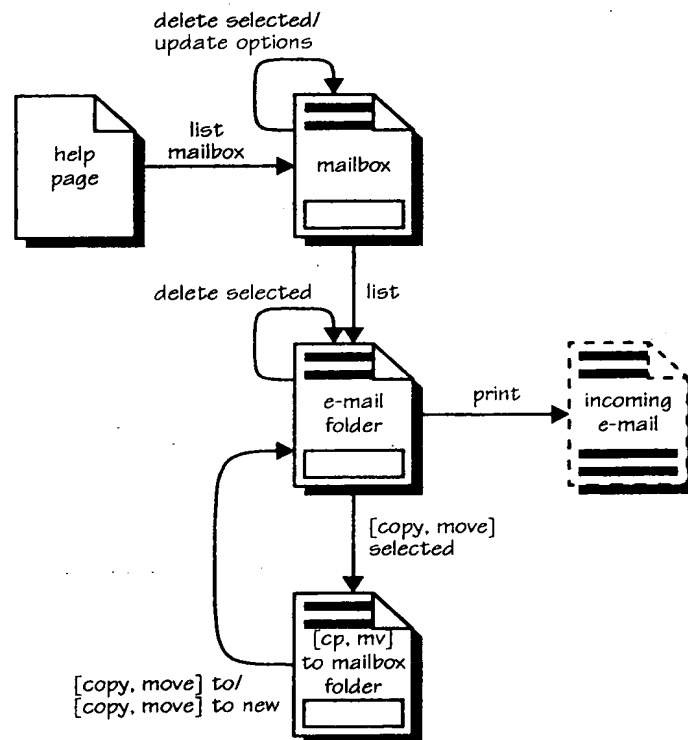 delete selected/
update options
help
page
list
mailbox
mailbox
delete selected
list
e-mail
folder
print
incoming
e-mail
[copy, move]
selected
[cp, mv]
to mailbox
folder
[copy, move] to/
[copy, move] to new